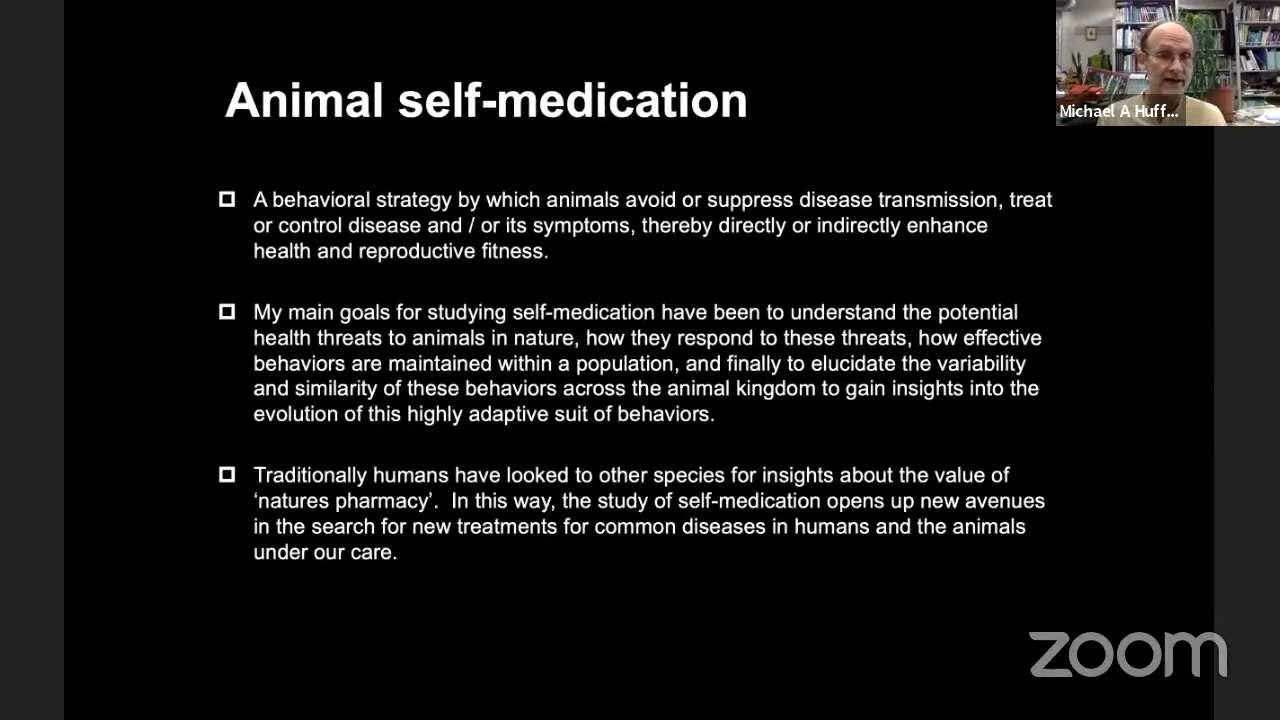 Animal self-medication
Michael A Huff...
A behavioral strategy by which animals avoid or suppress disease transmission, treat
or control disease and / or its symptoms, thereby directly or indirectly enhance
health and reproductive fitness.
My main goals for studying self-medication have been to understand the potential
health threats to animals in nature, how they respond to these threats, how effective
behaviors are maintained within a population, and finally to elucidate the variability
and similarity of these behaviors across the animal kingdom to gain insights into the
evolution of this highly adaptive suit of behaviors.
Traditionally humans have looked to other species for insights about the value of
‘natures pharmacy’. In this way, the study of self-medication opens up new avenues
in the search for new treatments for common diseases in humans and the animals
under our care.
zoom